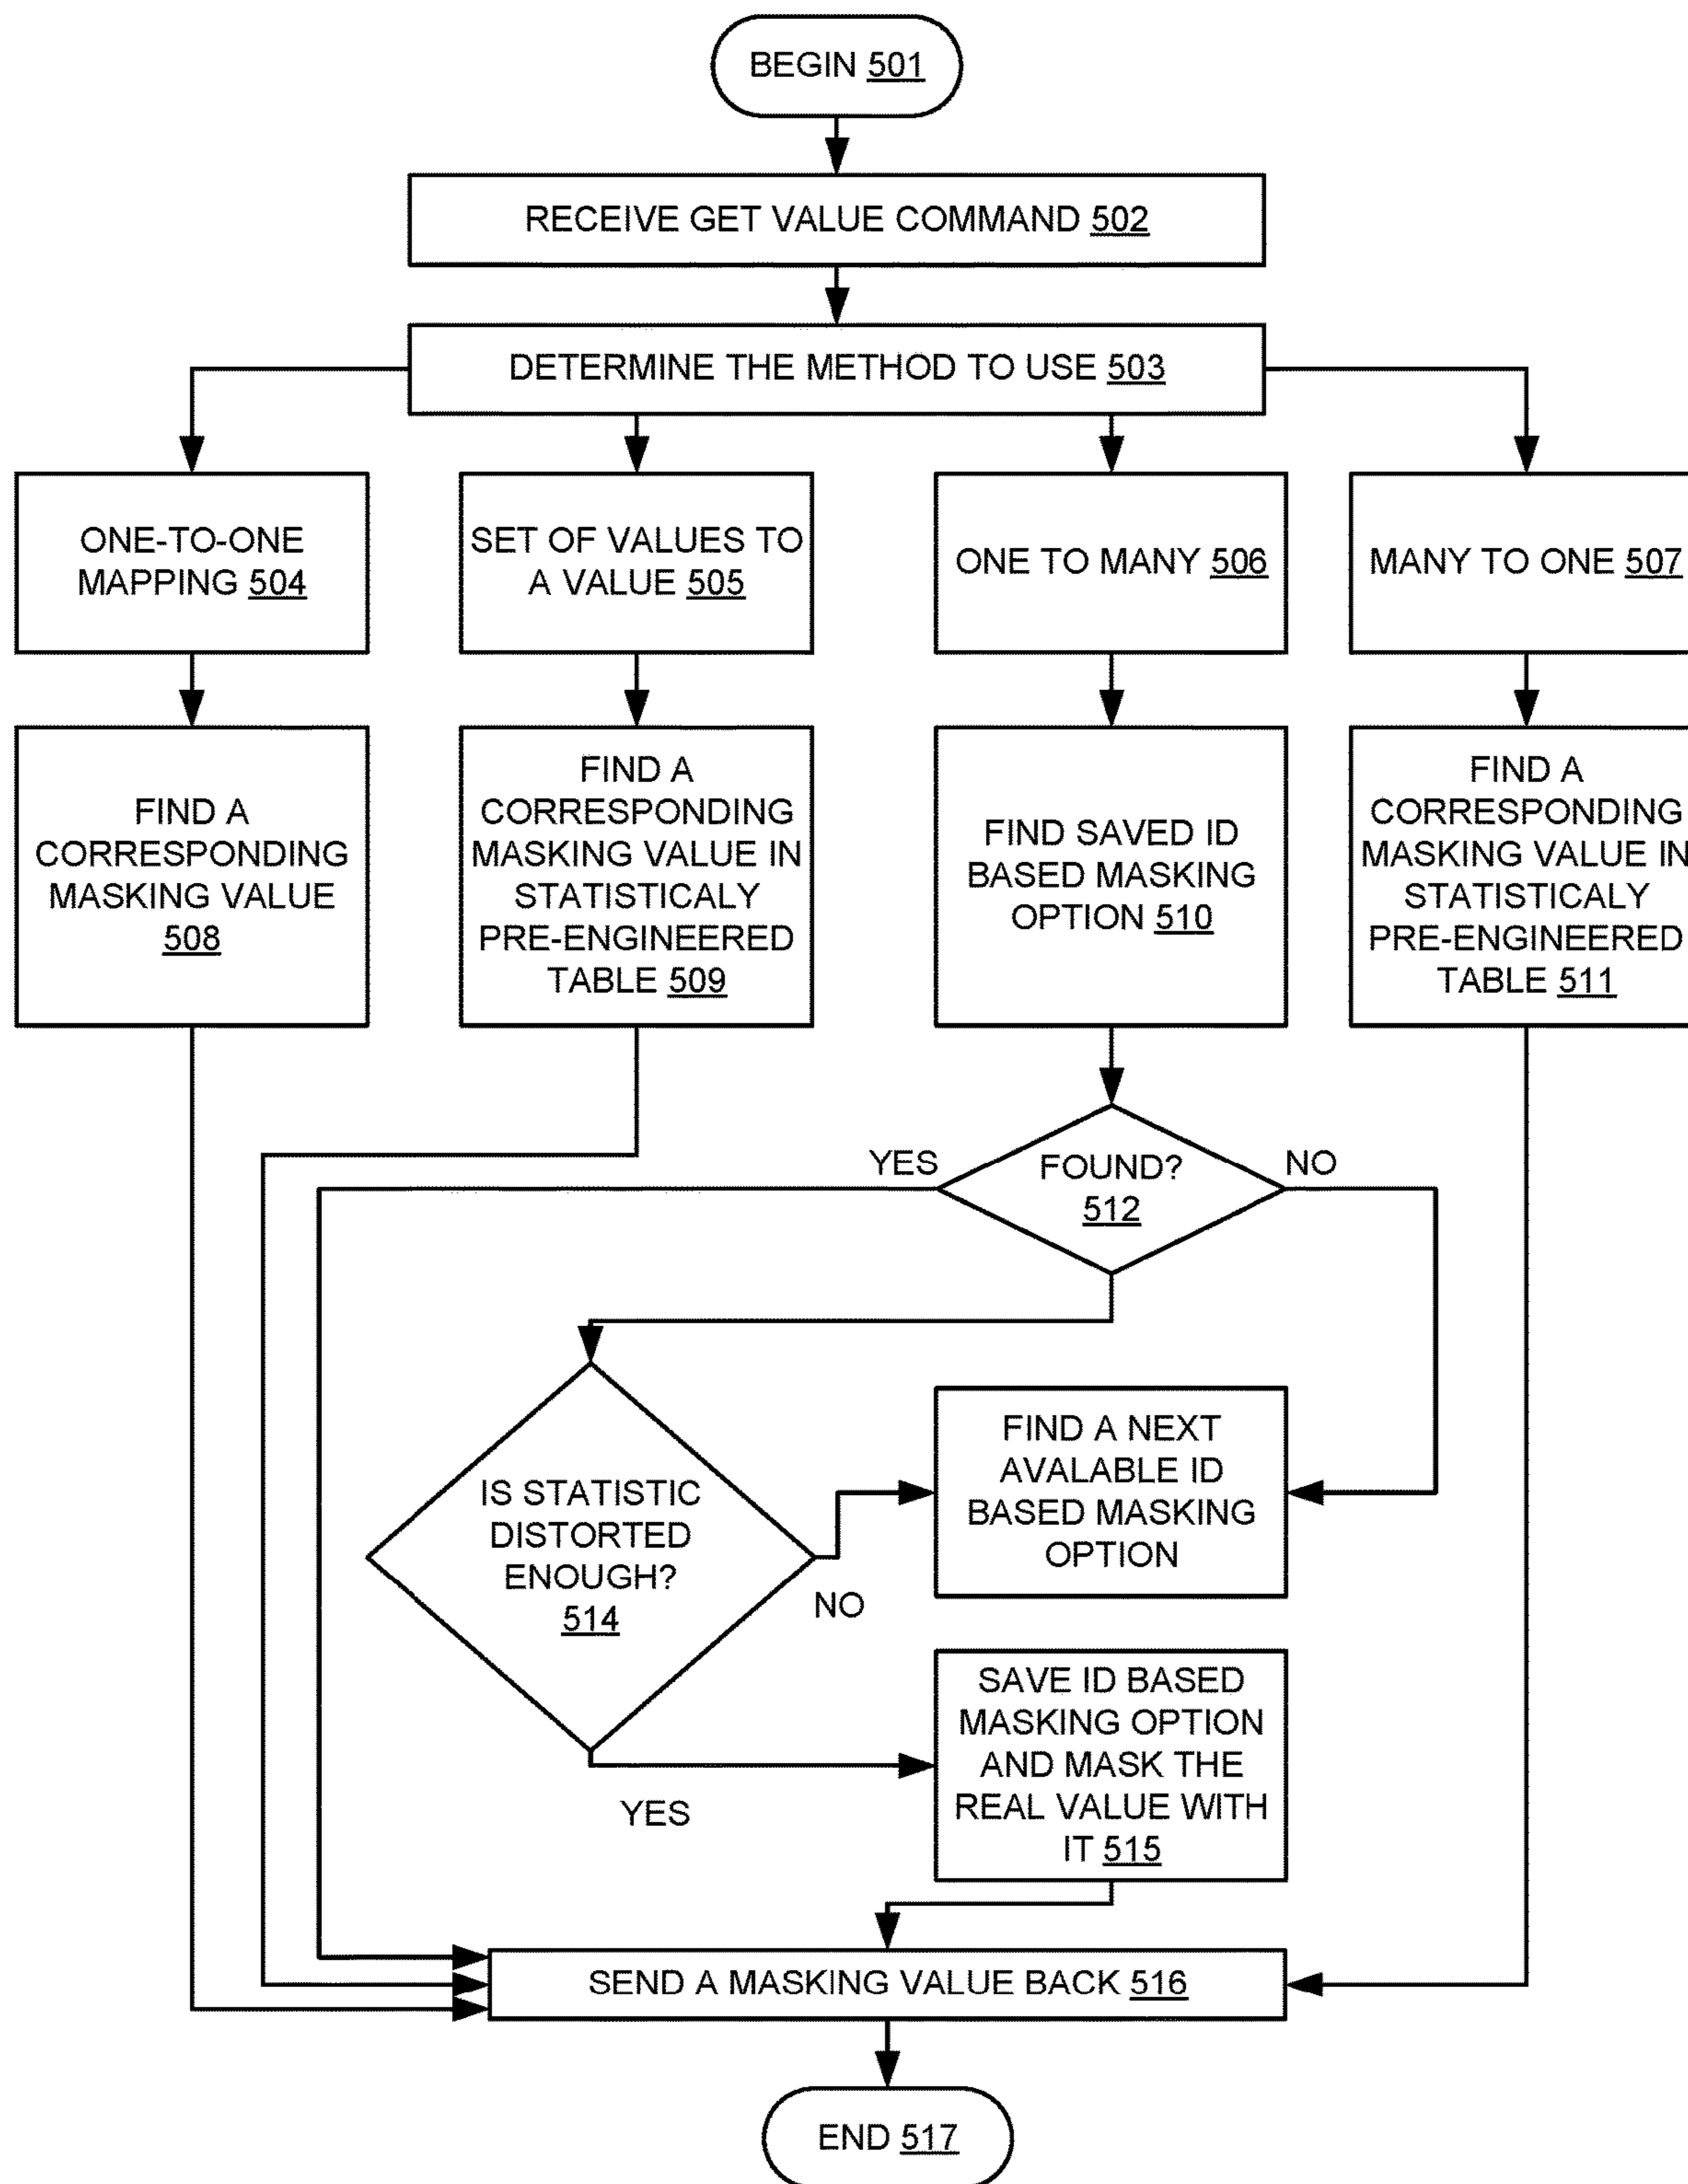 BEGIN 501
RECEIVE GET VALUE COMMAND 502
DETERMINE THE METHOD TO USE 503
ONE-TO-ONE
MAPPING 504
SET OF VALUES TO
A VALUE 505
ONE TO MANY 506
MANY TO ONE 507
FIND A
CORRESPONDING
MASKING VALUE
508
FIND A
CORRESPONDING
MASKING VALUE IN
STATISTICALY
PRE-ENGINEERED
TABLE 509
FIND SAVED ID
BASED MASKING
OPTION 510
FIND A
CORRESPONDING
MASKING VALUE IN
STATISTICALY
PRE-ENGINEERED
TABLE 511
YES
FOUND?
512
NO
IS STATISTIC
DISTORTED
ENOUGH?
514
NO
FIND A NEXT
AVALABLE ID
BASED MASKING
OPTION
YES
SAVE ID BASED
MASKING OPTION
AND MASK THE
REAL VALUE WITH
IT 515
SEND A MASKING VALUE BACK 516
END 517